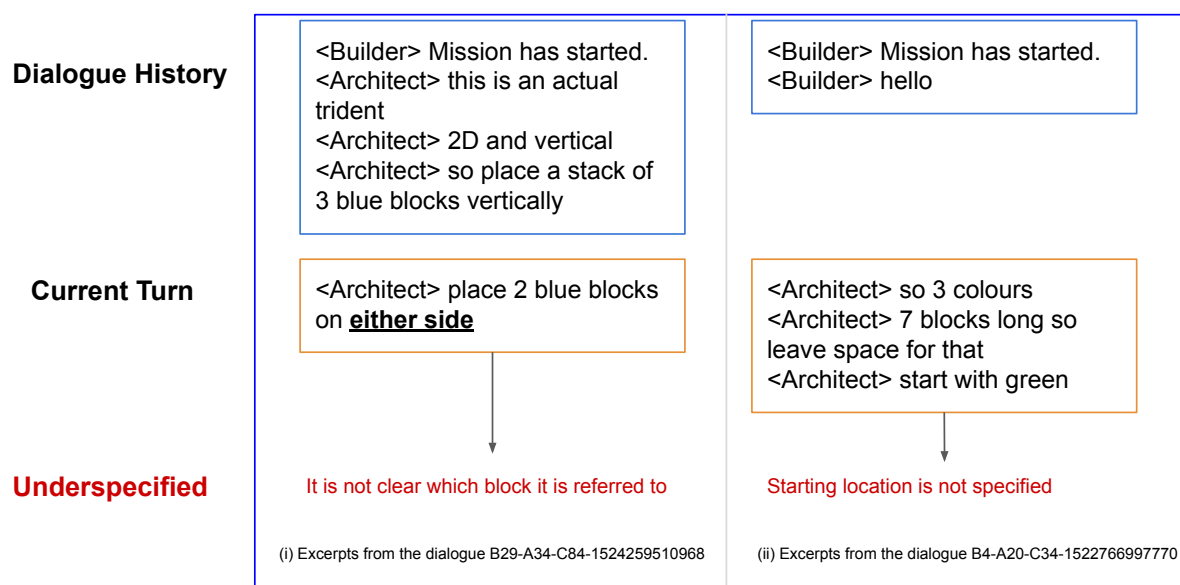 Dialogue History
<Builder> Mission has started.
<Architect> this is an actual
trident
<Architect> 2D and vertical
<Architect> so place a stack of
3 blue blocks vertically
<Builder> Mission has started.
<Builder> hello
Current Turn
<Architect> place 2 blue blocks
on either side
<Architect> so 3 colours
<Architect> 7 blocks long so
leave space for that
<Architect> start with green
Underspecified
It is not clear which block it is referred to
Starting location is not specified
(i) Excerpts from the dialogue B29-A34-C84-1524259510968
(ii) Excerpts from the dialogue B4-A20-C34-1522766997770